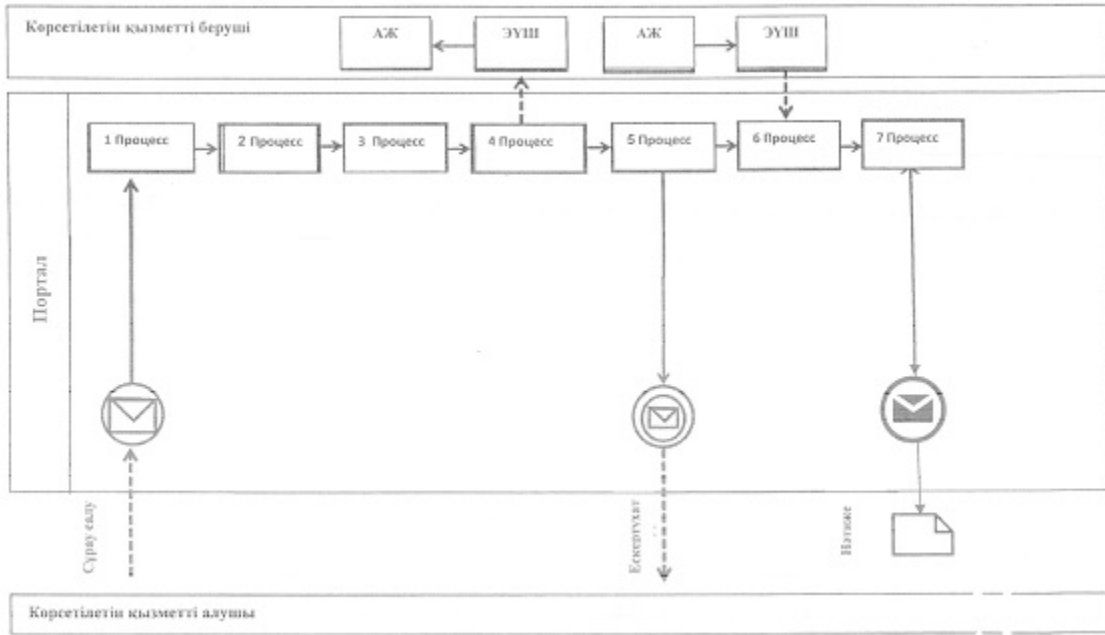 Көрсетілетін қызметті беруші
АЖ
ЭҮШ
АЖ
ЭҮШ
1 Процесс
2 Процесс
3 Процесс
4 Процесс
5 Процесс
6 Процесс
7 Процесс
Портал
Сұрау салу
Ескертухат
Нәтиже
Көрсетілетін қызметті алушы